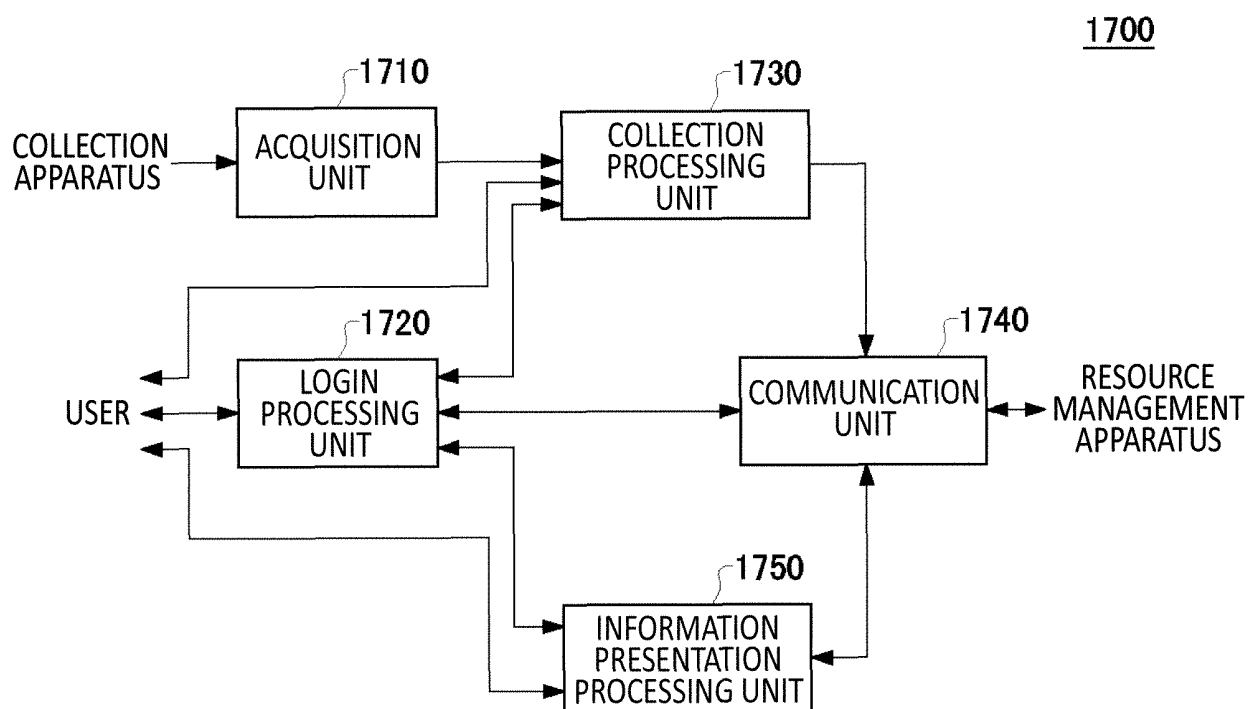 1700
1710
1730
COLLECTION
APPARATUS
ACQUISITION
UNIT
COLLECTION
PROCESSING
UNIT
1720
1740
USER
LOGIN
PROCESSING
UNIT
COMMUNICATION
UNIT
RESOURCE
MANAGEMENT
APPARATUS
1750
INFORMATION
PRESENTATION
PROCESSING UNIT